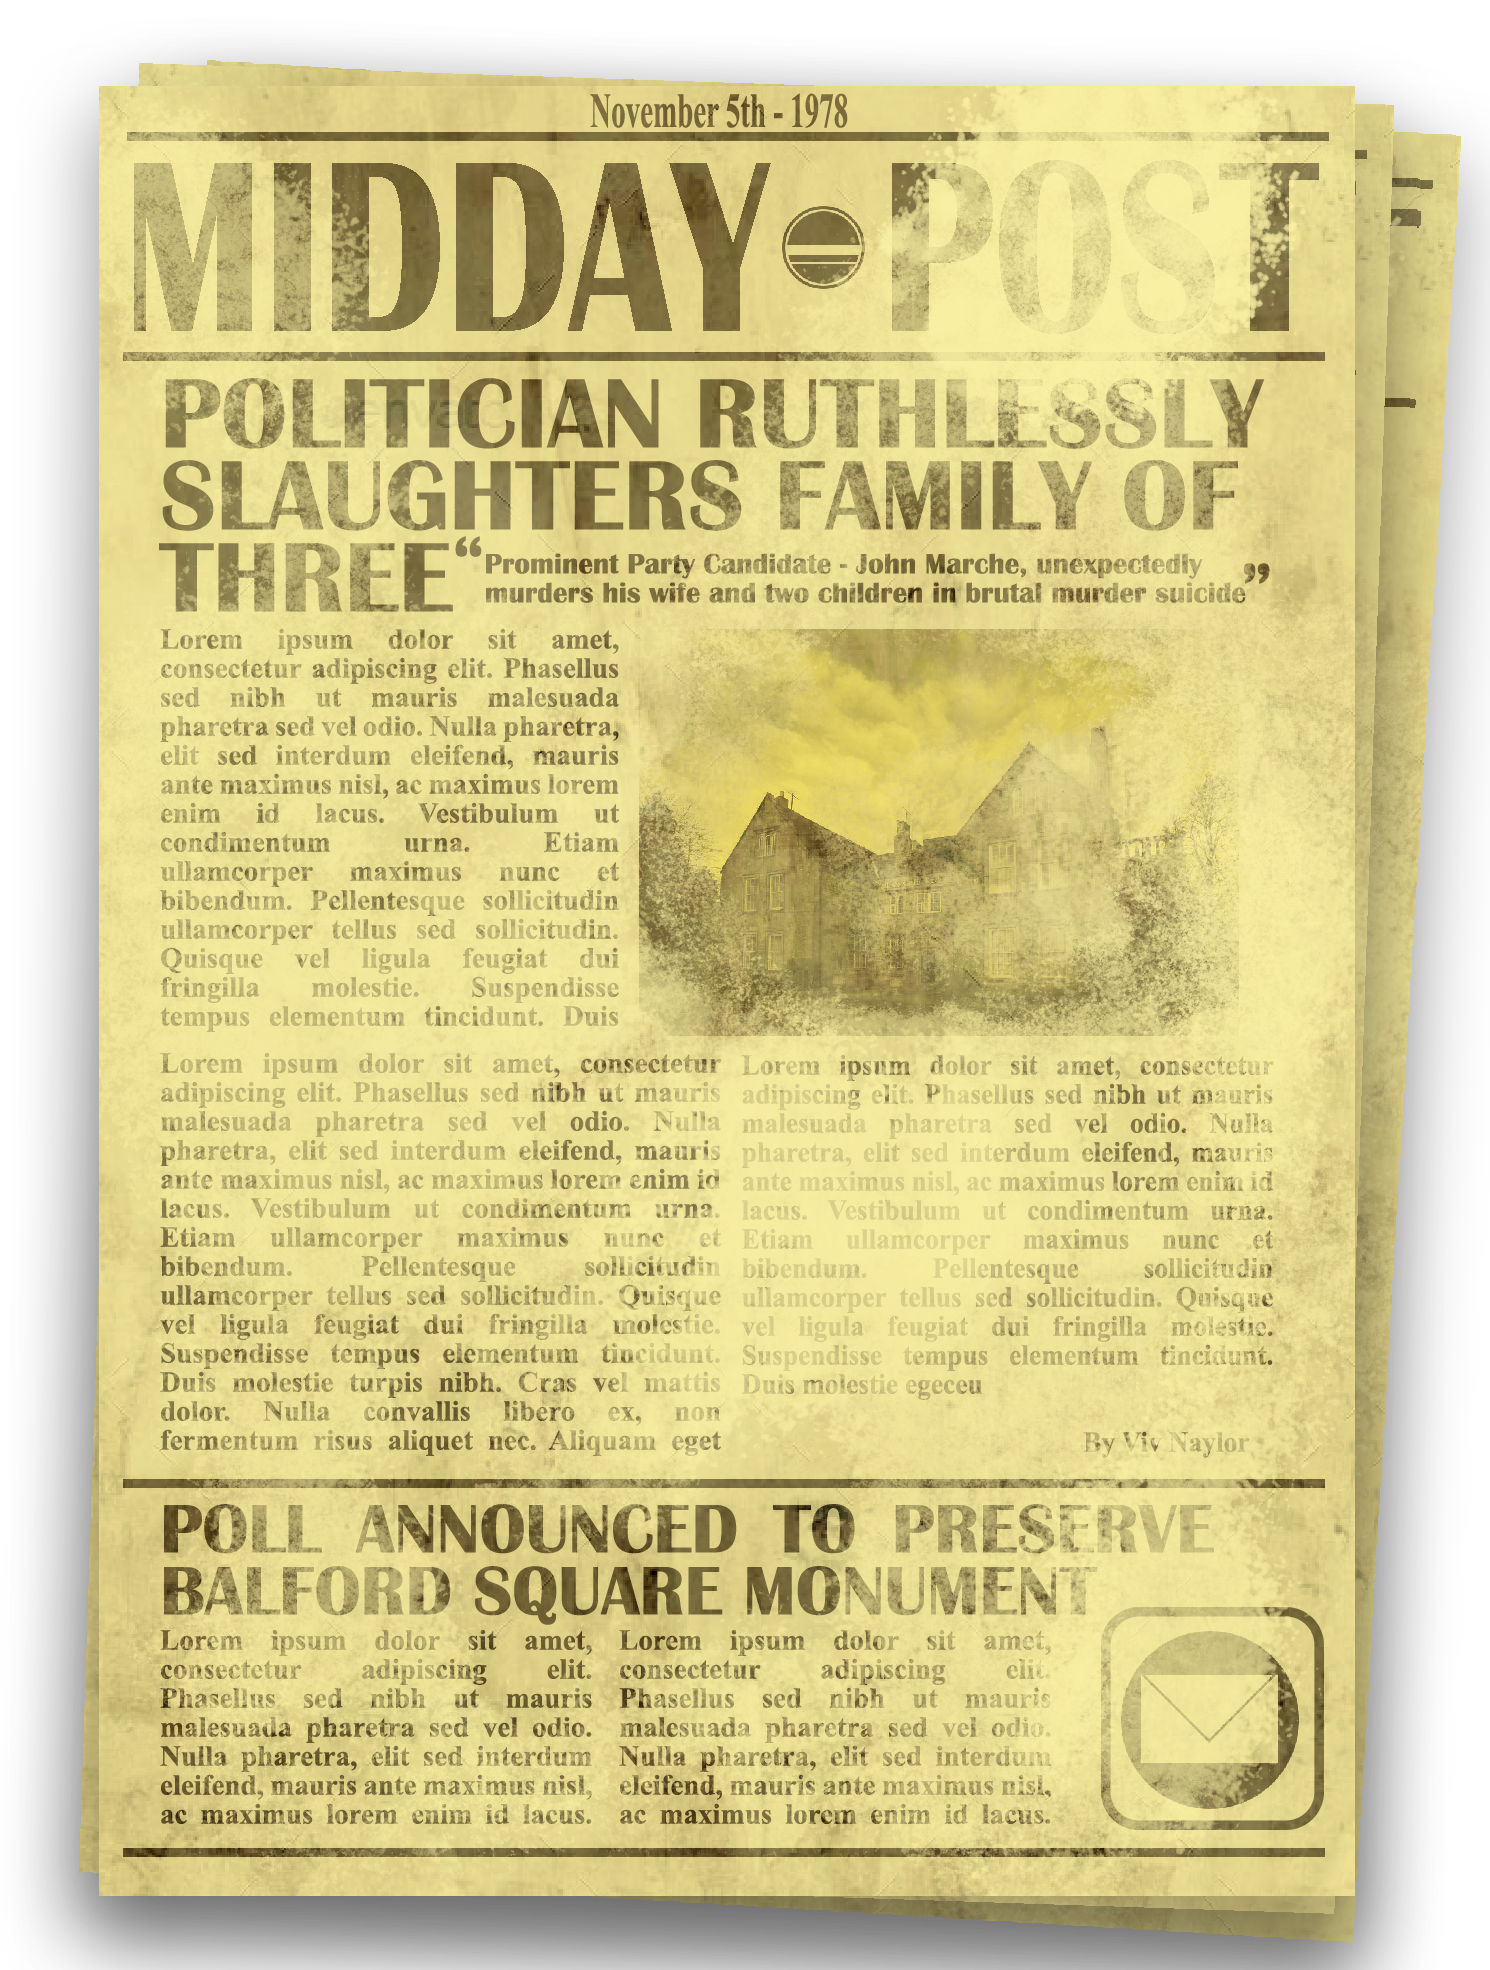 November 5th - 1978
MIDDAY POST
POLITICIAN RUTHLESSLY
SLAUGHTERS FAMILY OF
THREE
“Prominent Party Candidate - John Marche, unexpectedly
murders his wife and two children in brutal murder suicide”
Lorem ipsum dolor sit amet,
consectetur adipiscing elit. Phasellus
sed nibh ut mauris malesuada
pharetra sed vel odio. Nulla pharetra,
elit sed interdum eleifend, mauris
ante maximus nisl, ac maximus lorem
enim id lacus. Vestibulum ut
condimentum urna. Etiam
ullamcorper maximus nunc et
bibendum. Pellentesque sollicitudin
ullamcorper tellus sed sollicitudin.
Quisque vel ligula feugiat dui
fringilla molestie. Suspendisse
tempus elementum tincidunt. Duis
Lorem ipsum dolor sit amet, consectetur
adipiscing elit. Phasellus sed nibh ut mauris
malesuada pharetra sed vel odio. Nulla
pharetra, elit sed interdum eleifend, mauris
ante maximus nisl, ac maximus lorem enim id
lacus. Vestibulum ut condimentum urna.
Etiam ullamcorper maximus nunc et
bibendum. Pellentesque sollicitudin
ullamcorper tellus sed sollicitudin. Quisque
vel ligula feugiat dui fringilla molestie.
Suspendisse tempus elementum tincidunt.
Duis molestie turpis nibh. Cras vel mattis
dolor. Nulla convallis libero ex, non
fermentum risus aliquet nec. Aliquam eget
Lorem ipsum dolor sit amet, consectetur
adipiscing elit. Phasellus sed nibh ut mauris
malesuada pharetra sed vel odio. Nulla
pharetra, elit sed interdum eleifend, mauris
ante maximus nisl, ac maximus lorem enim id
lacus. Vestibulum ut condimentum urna.
Etiam ullamcorper maximus nunc et
bibendum. Pellentesque sollicitudin
ullamcorper tellus sed sollicitudin. Quisque
vel ligula feugiat dui fringilla molestie.
Suspendisse tempus elementum tincidunt.
Duis molestie egeceu
By Viv Naylor
POLL ANNOUNCED TO PRESERVE
BALFORD SQUARE MONUMENT
Lorem ipsum dolor sit amet,
consectetur adipiscing elit.
Phasellus sed nibh ut mauris
malesuada pharetra sed vel odio.
Nulla pharetra, elit sed interdum
eleifend, mauris ante maximus nisl,
ac maximus lorem enim id lacus.
Lorem ipsum dolor sit amet,
consectetur adipiscing elit.
Phasellus sed nibh ut mauris
malesuada pharetra sed vel odio.
Nulla pharetra, elit sed interdum
eleifend, mauris ante maximus nisl,
ac maximus lorem enim id lacus.